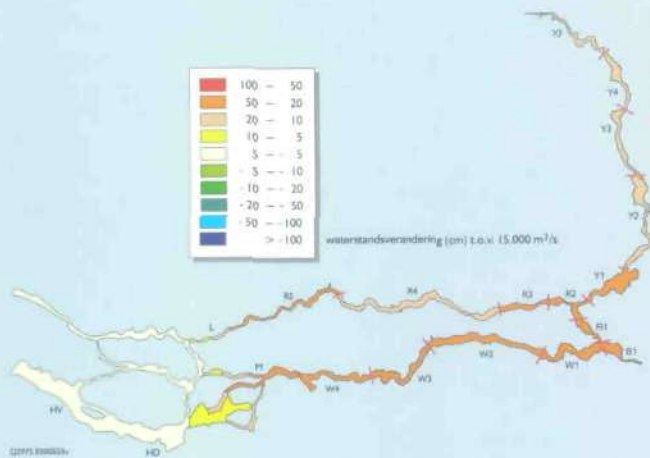 100 — 50
50 — 20
20 — 10
10 — 5
5 — - 5
- 5 — - 10
- 10 — - 20
- 20 — - 50
- 50 — - 100
> - 100
waterstandsverandering (cm) t.o.v. 15.000 m³/s
Y4
Y3
Y2
Y1
R5
R4
R3
R2
R1
L
P1
W4
W3
W2
W1
B1
HV
HD